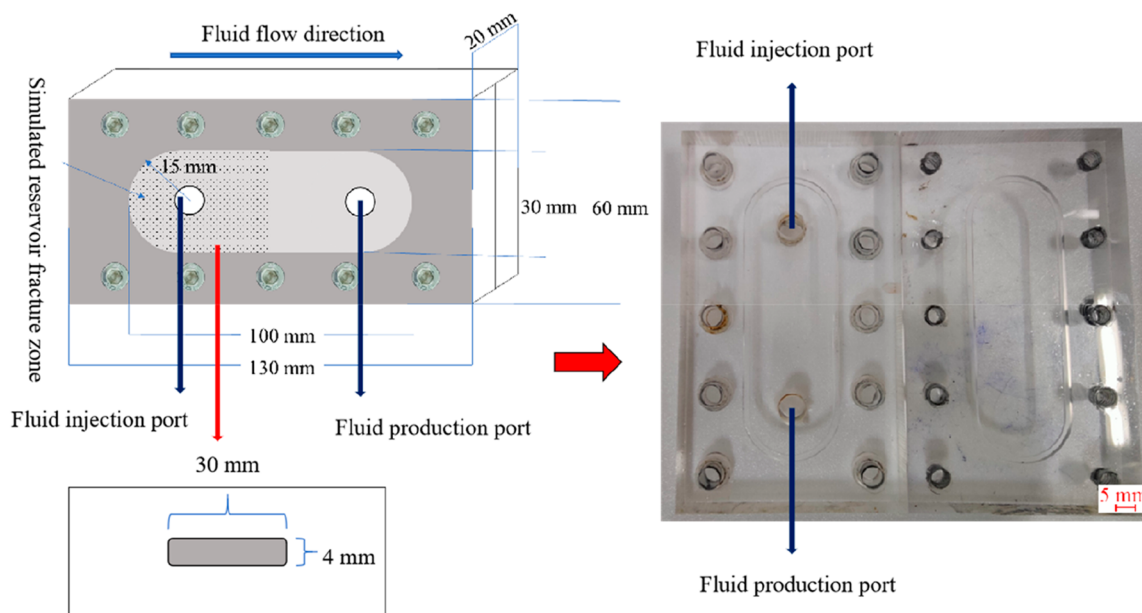 Fluid flow direction
20 mm
Simulated reservoir fracture zone
15 mm
30 mm
60 mm
100 mm
130 mm
Fluid injection port
Fluid production port
30 mm
4 mm
Fluid injection port
5 mm
Fluid production port